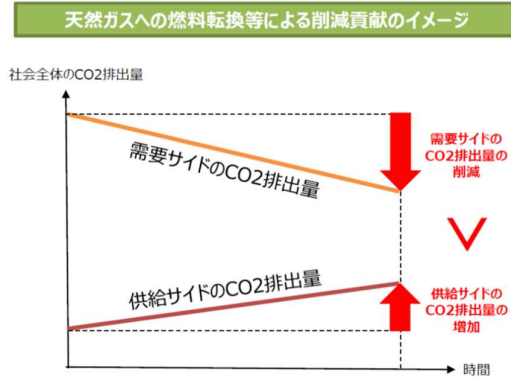 天然ガスへの燃料転換等による削減貢献のイメージ
社会全体のCO2排出量
需要サイドのCO2排出量
需要サイドの
CO2排出量の
削減
供給サイドのCO2排出量
供給サイドの
CO2排出量の
増加
時間